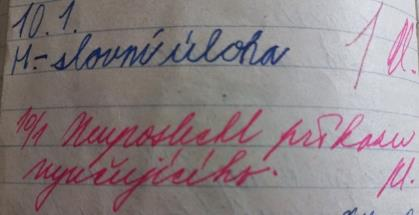 10.1.
M.-slovní úloha 1 M.
10/1 Neuposlechl příkazu
vyučujícího. M.